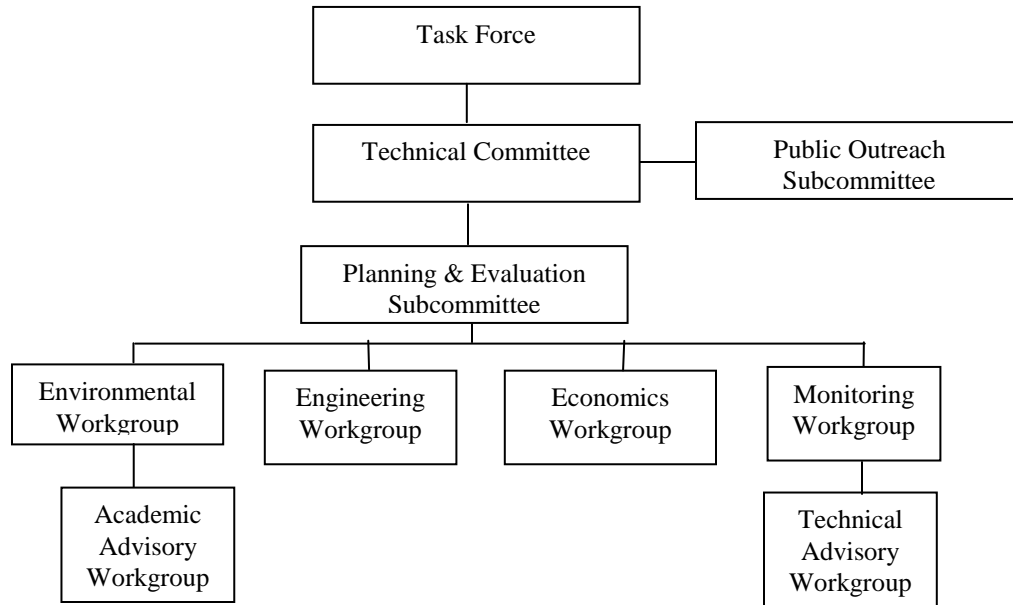 Task Force
Technical Committee
Public Outreach
Subcommittee
Planning & Evaluation
Subcommittee
Environmental
Workgroup
Engineering
Workgroup
Economics
Workgroup
Monitoring
Workgroup
Academic
Advisory
Workgroup
Technical
Advisory
Workgroup